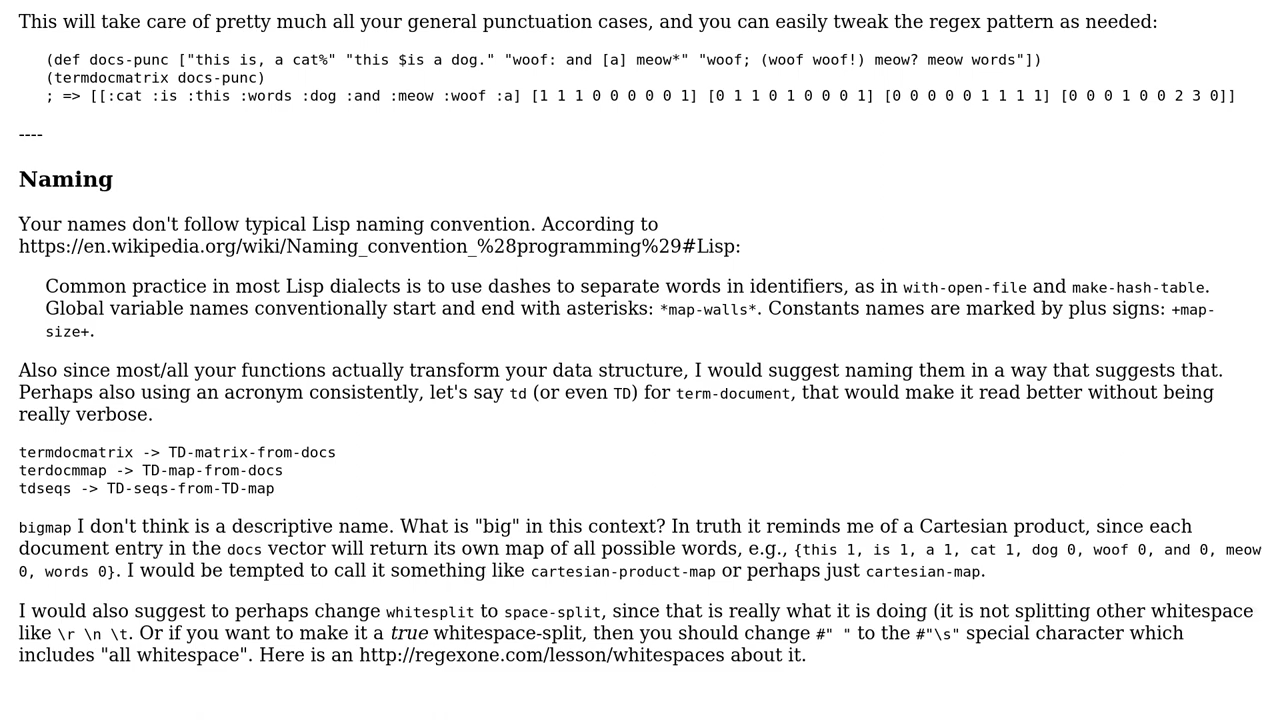 This will take care of pretty much all your general punctuation cases, and you can easily tweak the regex pattern as needed:
(def docs-punc ["this is, a cat%" "this $is a dog." "woof: and [a] meow*" "woof; (woof woof!) meow? meow words"])
(termdocmatrix docs-punc)
; => [[:cat :is :this :words :dog :and :meow :woof :a] [1 1 1 0 0 0 0 0 1] [0 1 1 0 1 0 0 0 1] [0 0 0 0 0 1 1 1 1] [0 0 0 1 0 0 2 3 0]]
----
Naming
Your names don't follow typical Lisp naming convention. According to
https://en.wikipedia.org/wiki/Naming_convention_%28programming%29#Lisp:
Common practice in most Lisp dialects is to use dashes to separate words in identifiers, as in with-open-file and make-hash-table.
Global variable names conventionally start and end with asterisks: *map-walls*. Constants names are marked by plus signs: +map-
size+.
Also since most/all your functions actually transform your data structure, I would suggest naming them in a way that suggests that.
Perhaps also using an acronym consistently, let's say td (or even TD) for term-document, that would make it read better without being
really verbose.
termdocmatrix -> TD-matrix-from-docs
terdocmmap -> TD-map-from-docs
tdseqs -> TD-seqs-from-TD-map
bigmap I don't think is a descriptive name. What is "big" in this context? In truth it reminds me of a Cartesian product, since each
document entry in the docs vector will return its own map of all possible words, e.g., {this 1, is 1, a 1, cat 1, dog 0, woof 0, and 0, meow
0, words 0}. I would be tempted to call it something like cartesian-product-map or perhaps just cartesian-map.
I would also suggest to perhaps change whitesplit to space-split, since that is really what it is doing (it is not splitting other whitespace
like \r \n \t. Or if you want to make it a true whitespace-split, then you should change #" " to the #"\s" special character which
includes "all whitespace". Here is an http://regexone.com/lesson/whitespaces about it.